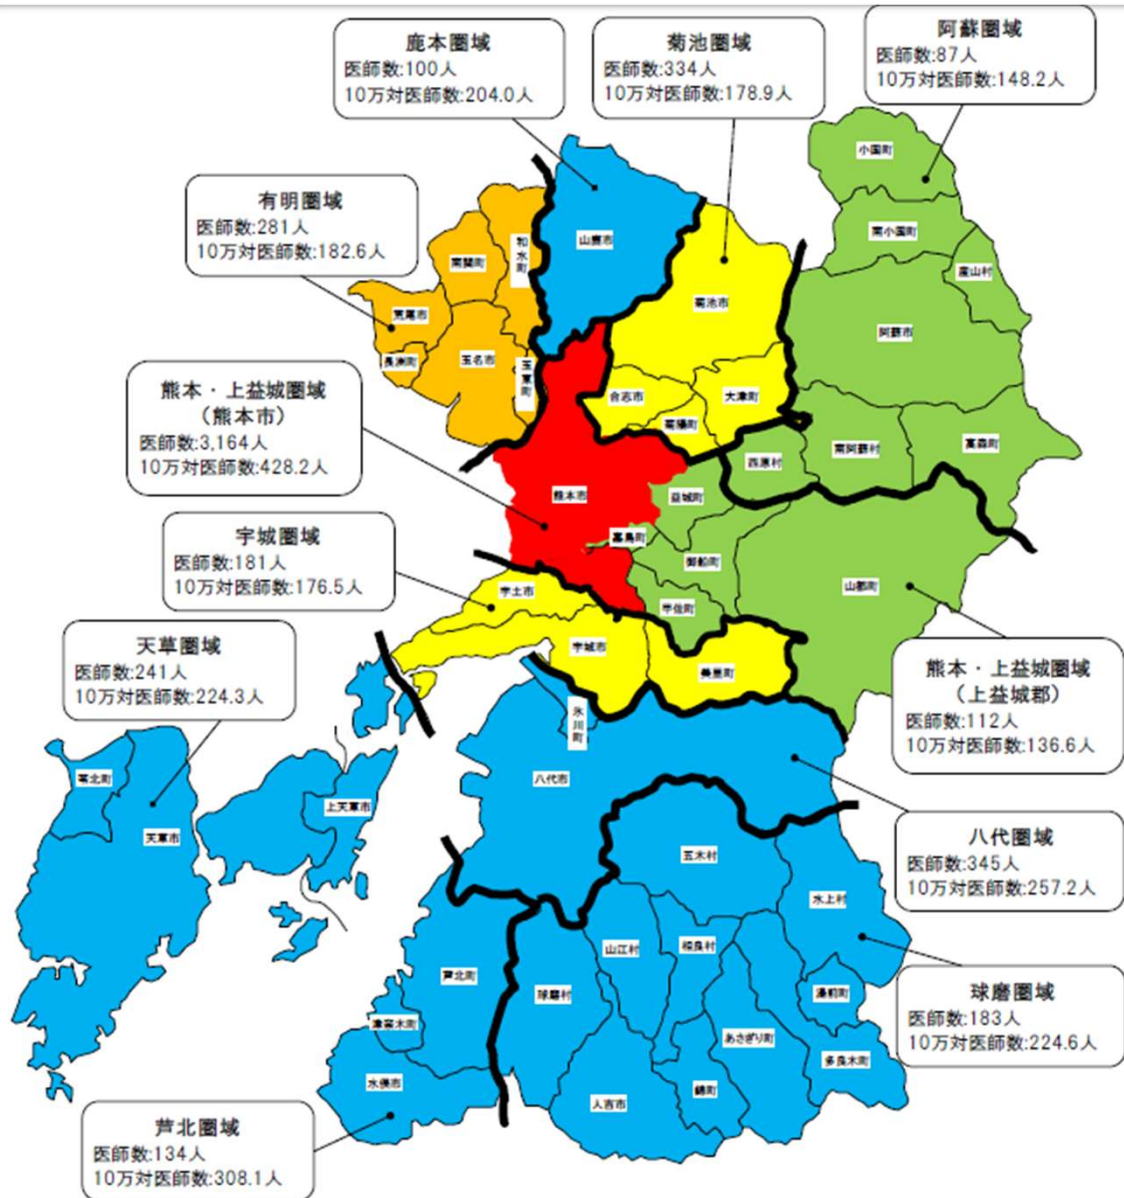 鹿本圏域
医師数:100人
10万対医師数:204.0人
菊池圏域
医師数:334人
10万対医師数:178.9人
阿蘇圏域
医師数:87人
10万対医師数:148.2人
有明圏域
医師数:281人
10万対医師数:182.6人
熊本・上益城圏域
（熊本市）
医師数:3,164人
10万対医師数:428.2人
宇城圏域
医師数:181人
10万対医師数:176.5人
天草圏域
医師数:241人
10万対医師数:224.3人
熊本・上益城圏域
（上益城郡）
医師数:112人
10万対医師数:136.6人
八代圏域
医師数:345人
10万対医師数:257.2人
球磨圏域
医師数:183人
10万対医師数:224.6人
芦北圏域
医師数:134人
10万対医師数:308.1人
小国町
南小国町
産山村
阿蘇市
高森町
南阿蘇村
西原村
山鹿市
菊池市
合志市
大津町
菊陽町
和水町
南関町
荒尾市
長洲町
玉名市
玉東町
熊本市
益城町
嘉島町
御船町
甲佐町
山都町
宇土市
宇城市
美里町
氷川町
八代市
苓北町
天草市
上天草市
五木村
水上村
山江村
相良村
湯前町
球磨村
あさぎり町
多良木町
錦町
人吉市
芦北町
津奈木町
水俣市